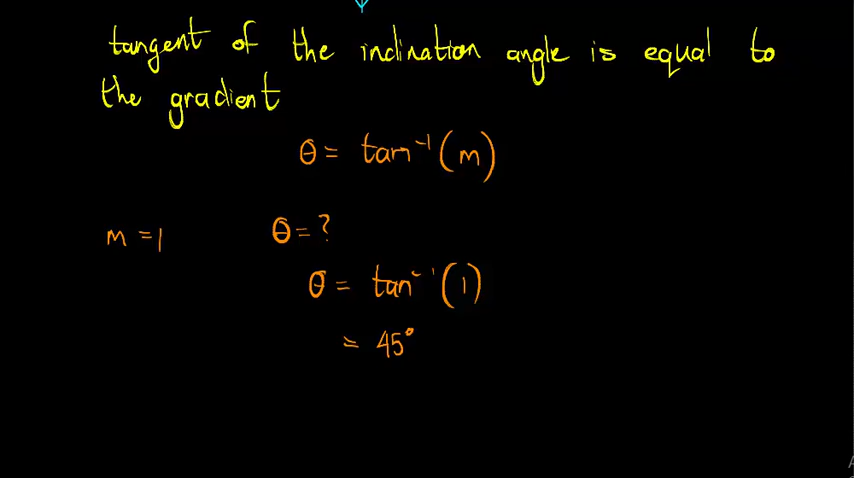 tangent of the inclination angle is equal to
the gradient
θ = tan⁻¹(m)
m = 1 θ = ?
θ = tan⁻¹(1)
= 45°